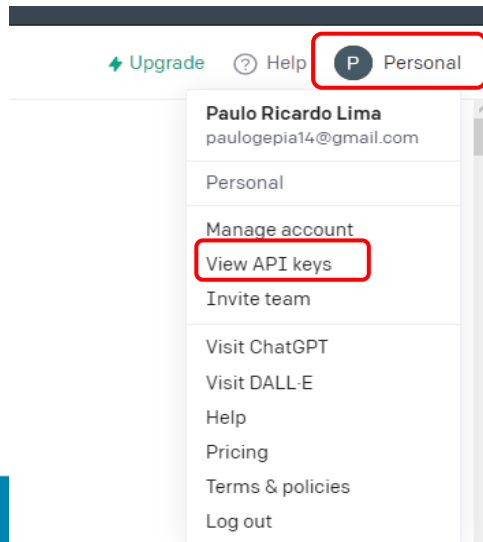 Upgrade ? Help P Personal
Paulo Ricardo Lima
paulogepia14@gmail.com
Personal
Manage account
View API keys
Invite team
Visit ChatGPT
Visit DALL·E
Help
Pricing
Terms & policies
Log out